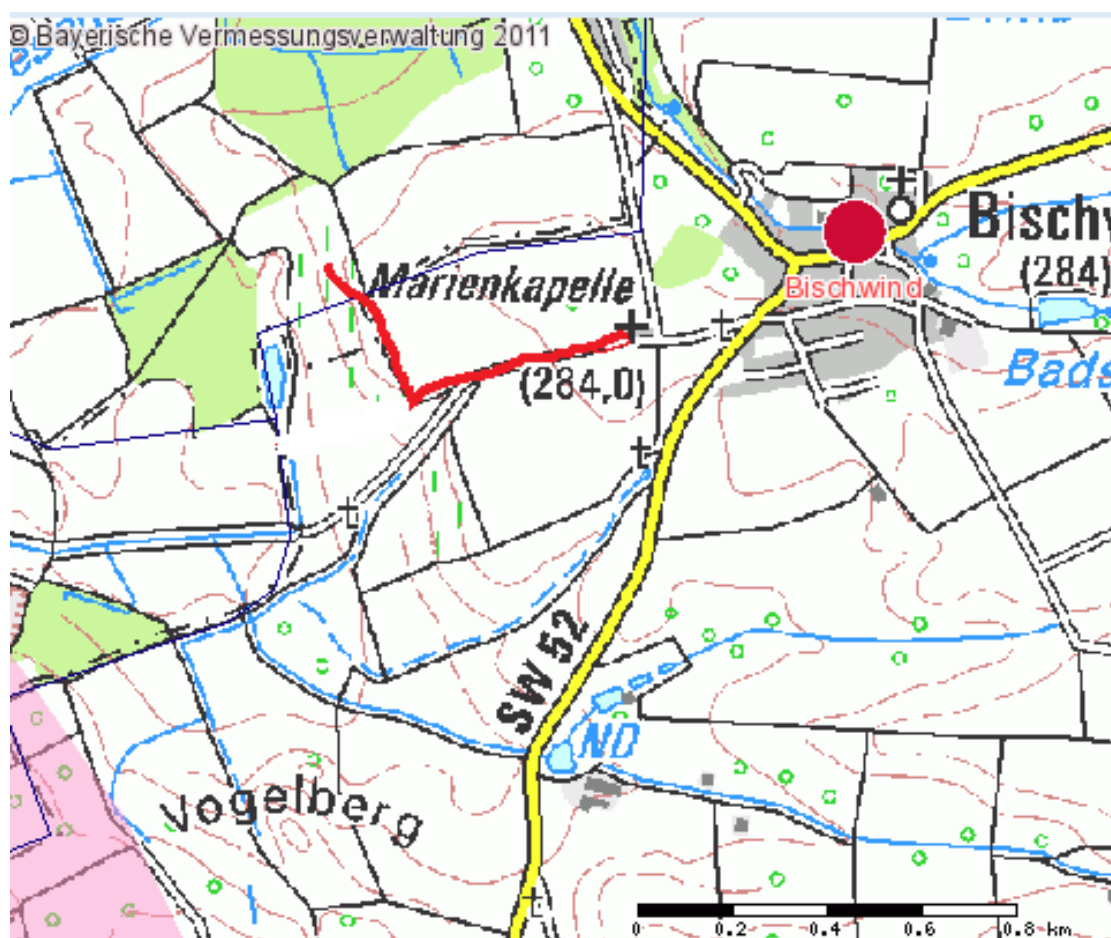 © Bayerische Vermessungsverwaltung 2011
Bischw
Marienkapelle
(284)
Bischwind
(284,0)
Bads
SW 52
ND
Vogelberg
0 0.2 0.4 0.6 0.8 km